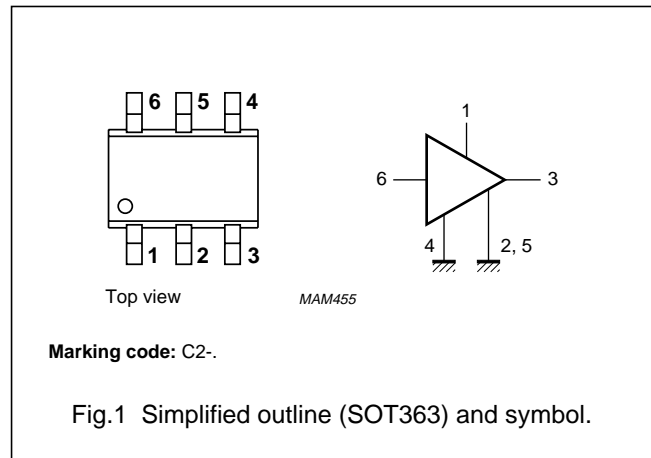 6 5 4
1
6 3
4 2, 5
1 2 3
Top view MAM455
Marking code: C2-.
Fig.1 Simplified outline (SOT363) and symbol.